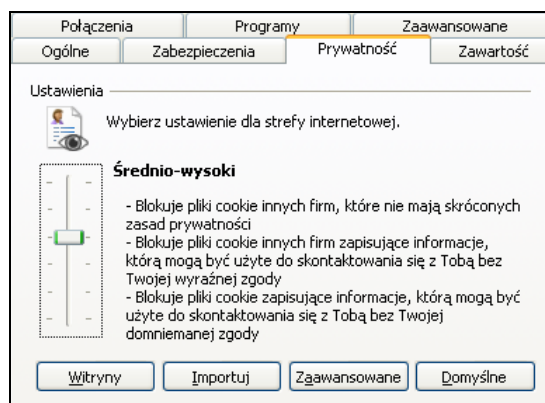 Połączenia Programy Zaawansowane
Ogólne Zabezpieczenia Prywatność Zawartość
Ustawienia
Wybierz ustawienie dla strefy internetowej.
Średnio-wysoki
- Blokuje pliki cookie innych firm, które nie mają skróconych
zasad prywatności
- Blokuje pliki cookie innych firm zapisujące informacje,
którą mogą być użyte do skontaktowania się z Tobą bez
Twojej wyraźnej zgody
- Blokuje pliki cookie zapisujące informacje, którą mogą być
użyte do skontaktowania się z Tobą bez Twojej
domniemanej zgody
Witryny Importuj Zaawansowane Domyślne